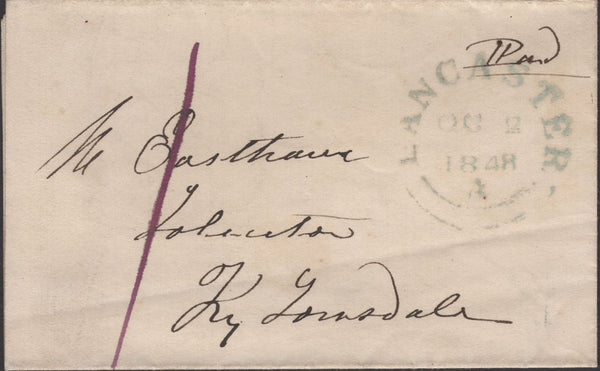 Paid
LANCASTER
OC 2
1848
A
Mr Eastham
Solicitor
Ky Lonsdale